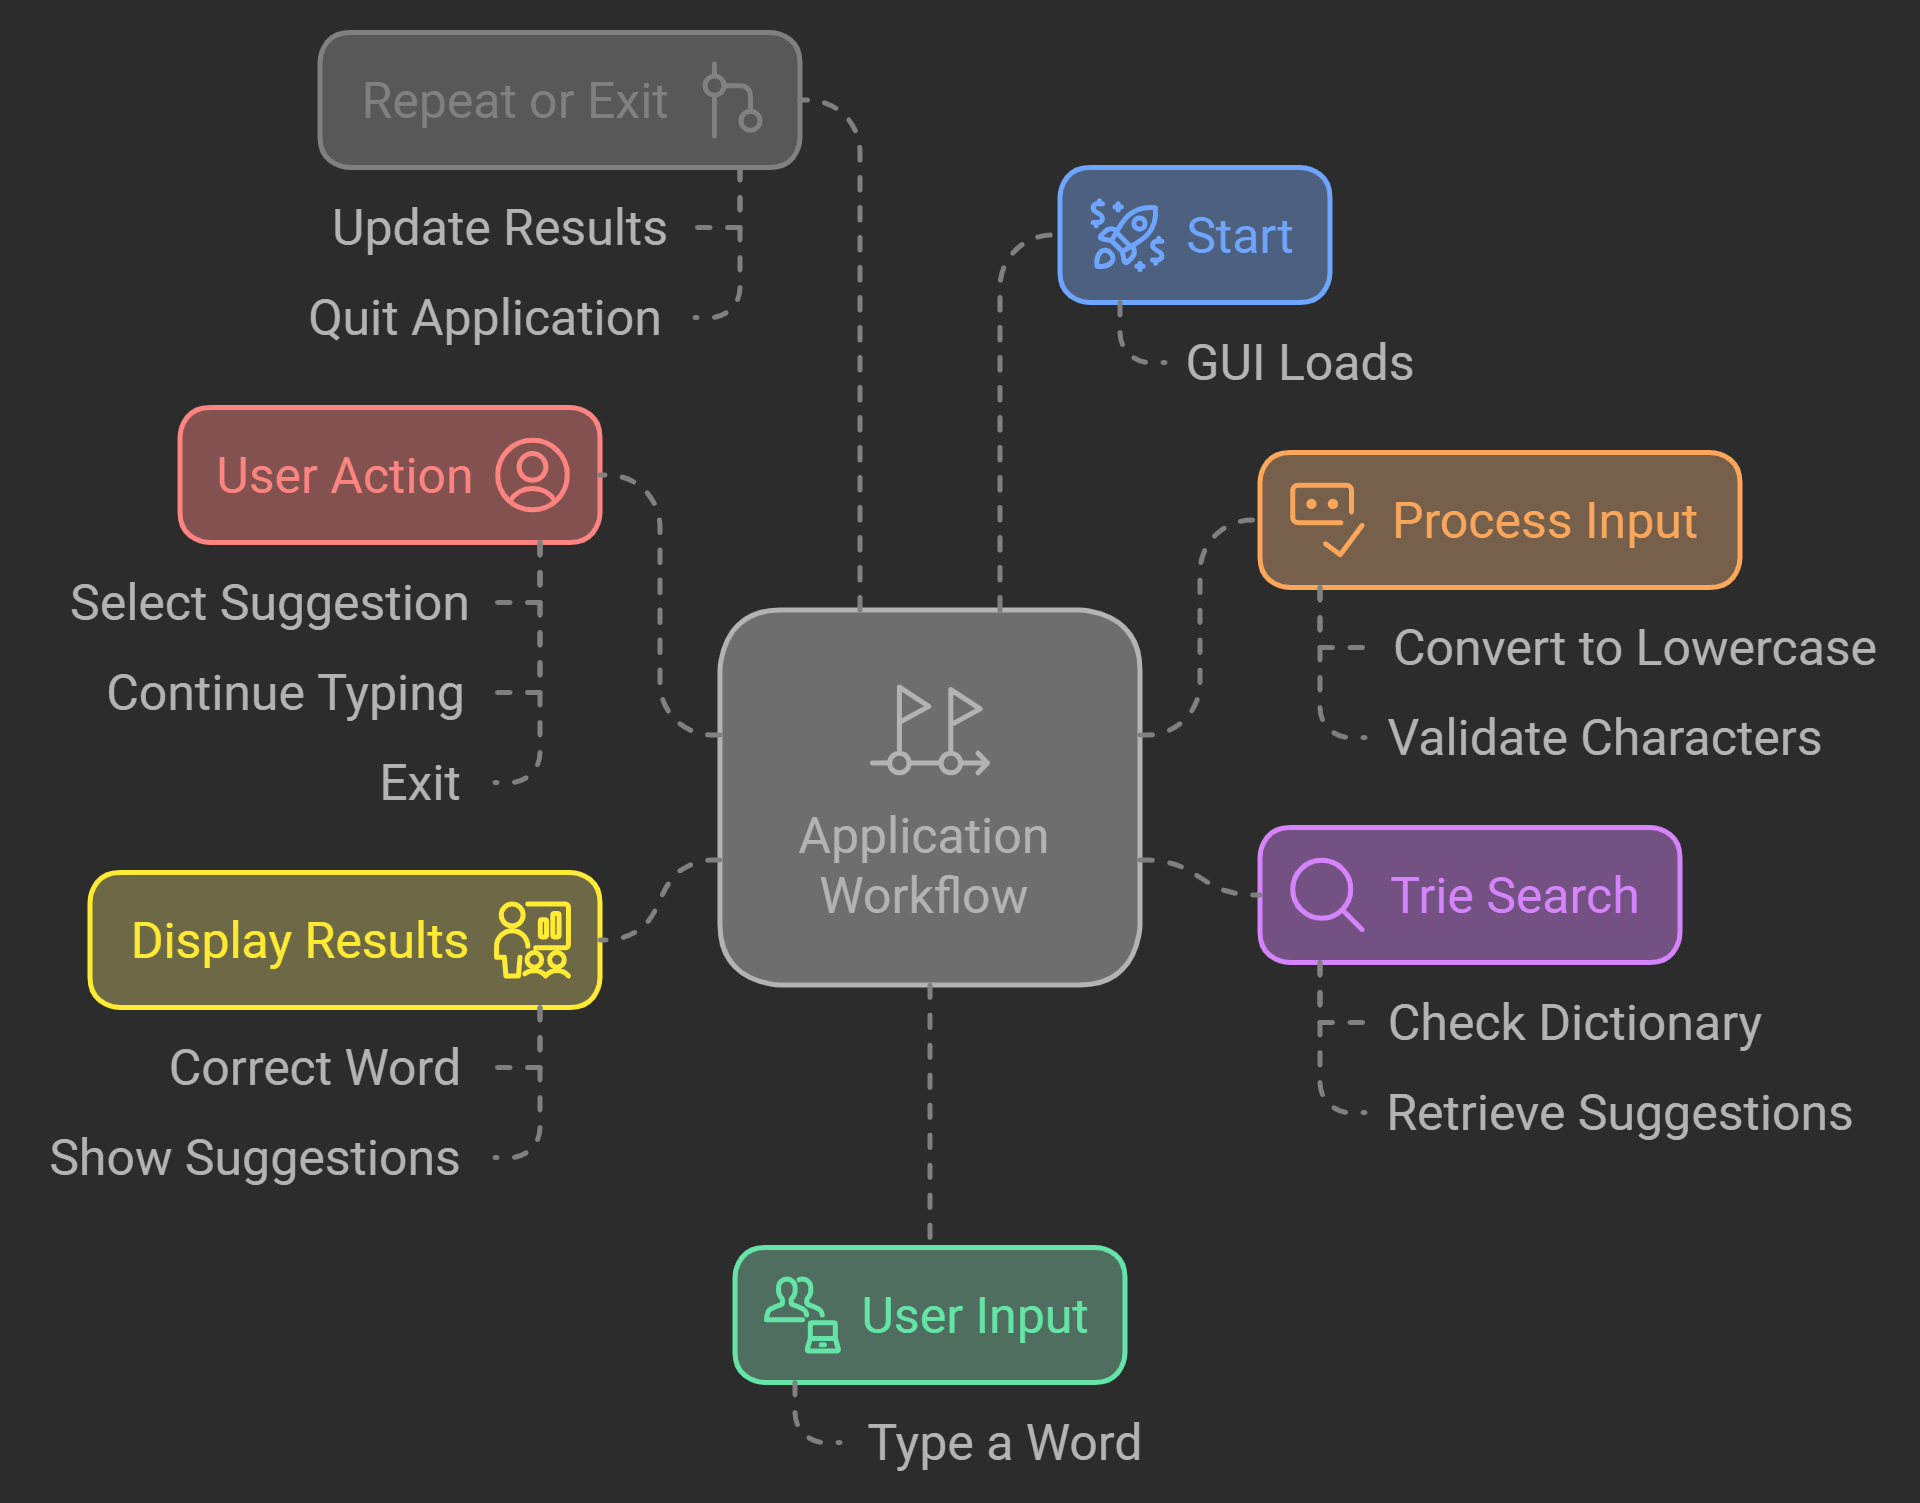 Repeat or Exit
Update Results
Quit Application
Start
GUI Loads
User Action
Select Suggestion
Continue Typing
Exit
Process Input
Convert to Lowercase
Validate Characters
Application
Workflow
Trie Search
Check Dictionary
Retrieve Suggestions
Display Results
Correct Word
Show Suggestions
User Input
Type a Word